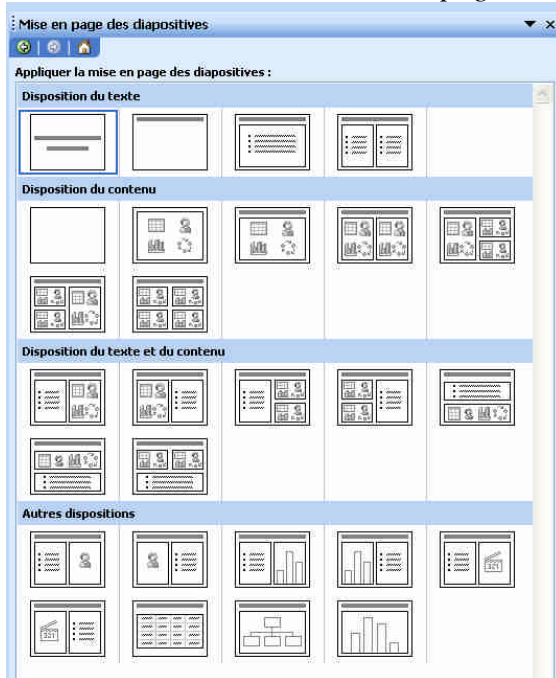 Mise en page des diapositives
Appliquer la mise en page des diapositives :
Disposition du texte
Disposition du contenu
Disposition du texte et du contenu
Autres dispositions